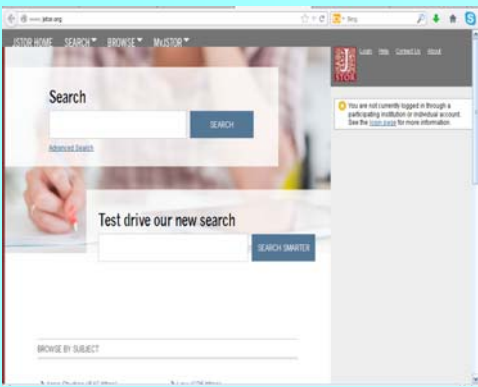 www.jstor.org
Bing
JSTOR HOME SEARCH BROWSE MyJSTOR
JSTOR
Login Help Contact Us About
You are not currently logged in through a
participating institution or individual account.
See the login page for more information.
Search
SEARCH
Advanced Search
Test drive our new search
SEARCH SMARTER
BROWSE BY SUBJECT